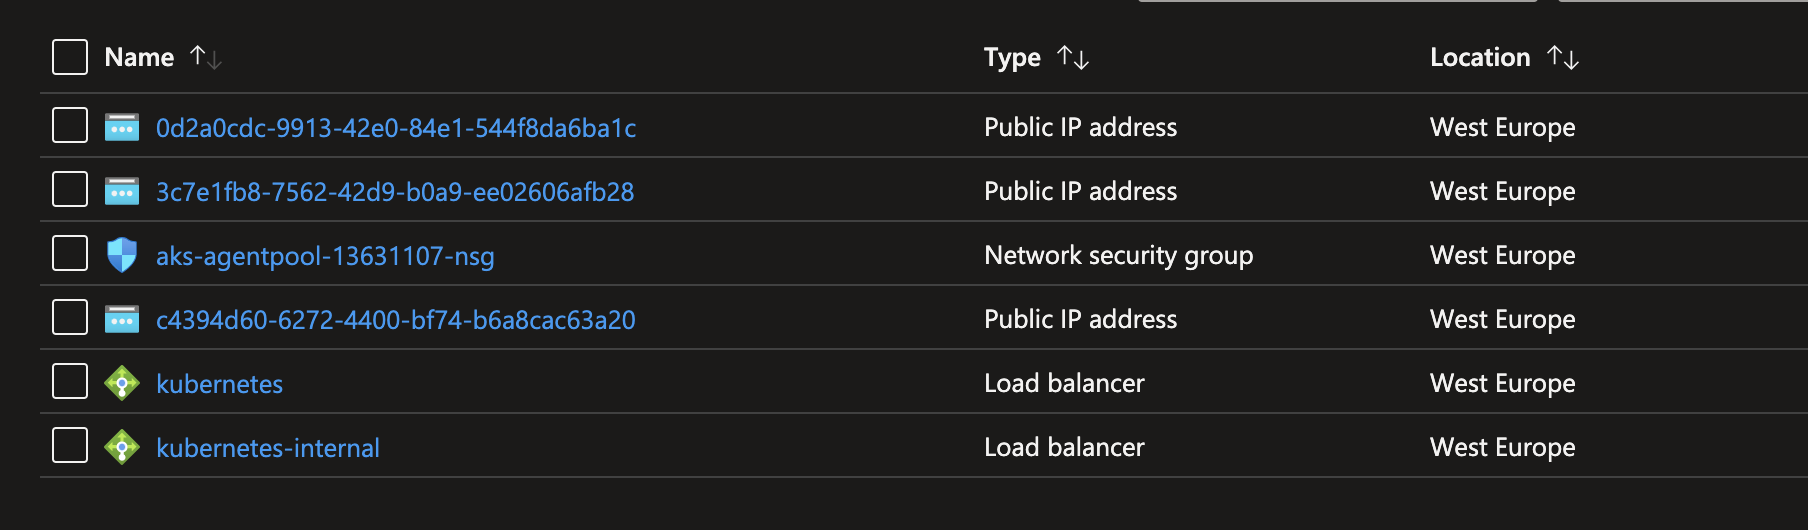 Name ↑↓ Type ↑↓ Location ↑↓
0d2a0cdc-9913-42e0-84e1-544f8da6ba1c Public IP address West Europe
3c7e1fb8-7562-42d9-b0a9-ee02606afb28 Public IP address West Europe
aks-agentpool-13631107-nsg Network security group West Europe
c4394d60-6272-4400-bf74-b6a8cac63a20 Public IP address West Europe
kubernetes Load balancer West Europe
kubernetes-internal Load balancer West Europe